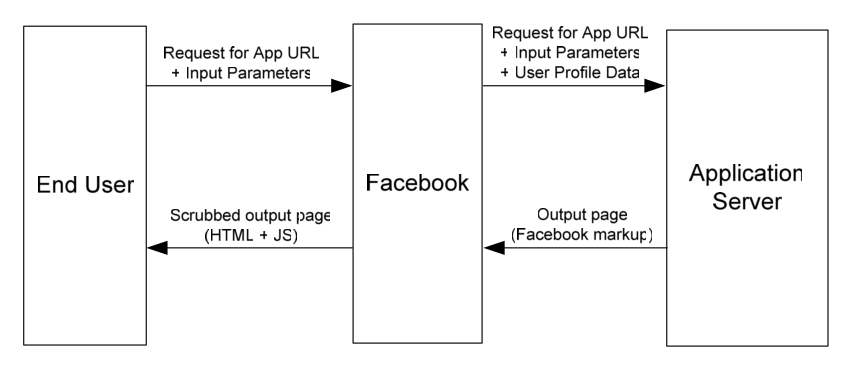 Request for App URL
+ Input Parameters
Request for App URL
+ Input Parameters
+ User Profile Data
End User
Facebook
Application
Server
Scrubbed output page
(HTML + JS)
Output page
(Facebook markup)